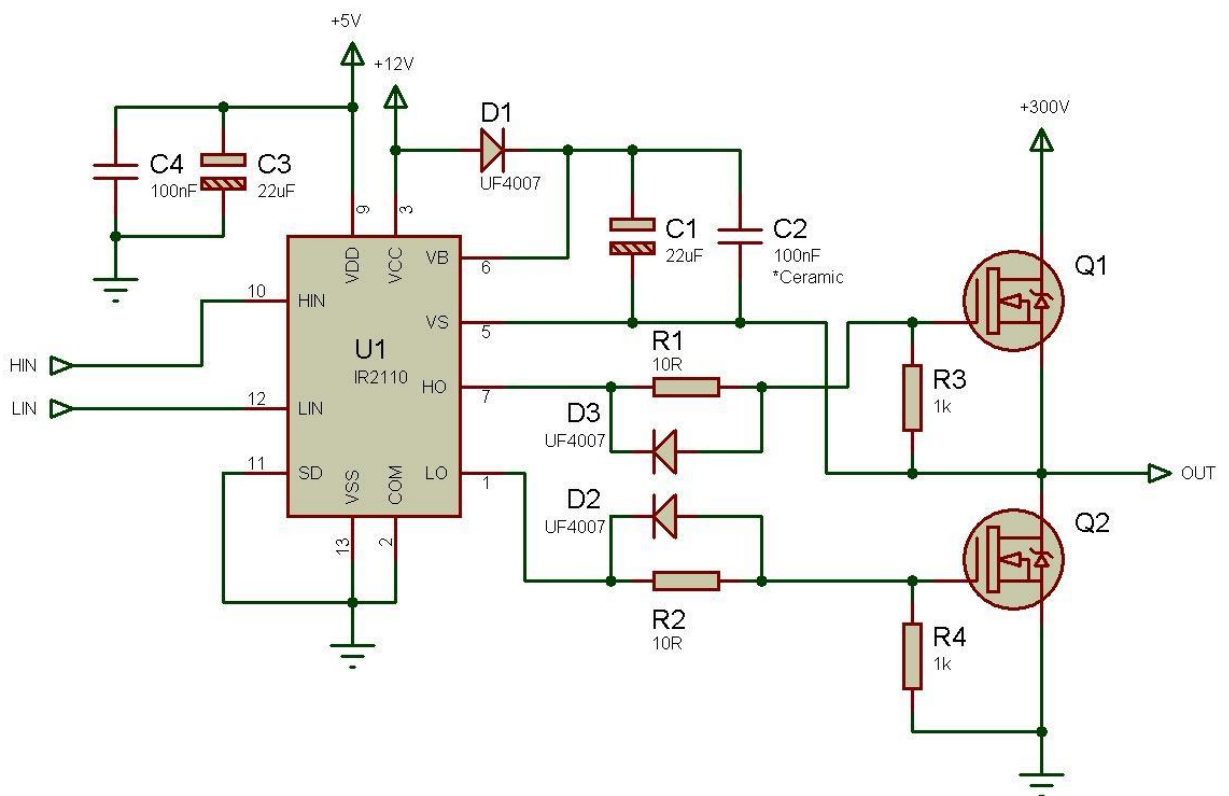 +5V
+12V
+300V
D1
UF4007
C4
100nF
C3
22uF
9
3
VDD
VCC
VB
6
C1
22uF
C2
100nF
*Ceramic
Q1
10
HIN
VS
5
HIN
U1
IR2110
R1
10R
HO
7
R3
1k
LIN
12
LIN
D3
UF4007
11
SD
VSS
COM
LO
1
OUT
D2
UF4007
Q2
13
2
R2
10R
R4
1k